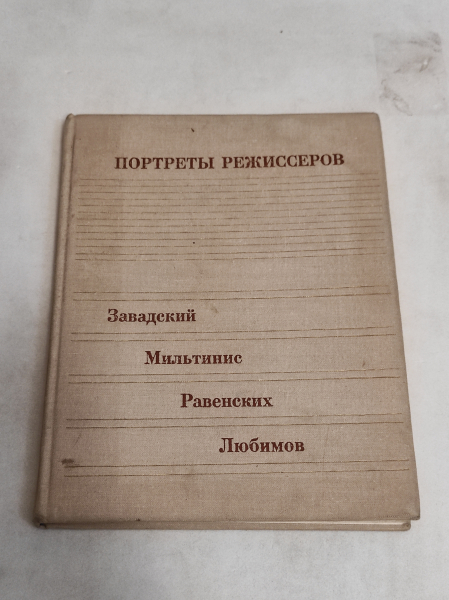 ПОРТРЕТЫ РЕЖИССЕРОВ
Завадский
Мильтинис
Равенских
Любимов